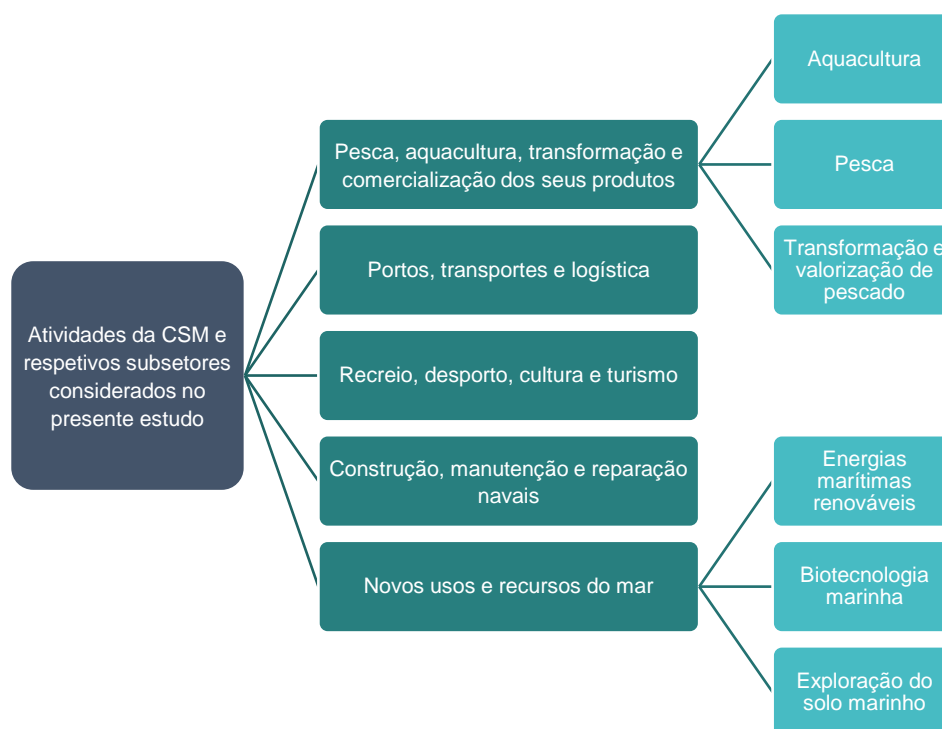 Atividades da CSM e
respetivos subsetores
considerados no
presente estudo
Pesca, aquacultura, transformação e
comercialização dos seus produtos
Aquacultura
Pesca
Transformação e
valorização de
pescado
Portos, transportes e logística
Recreio, desporto, cultura e turismo
Construção, manutenção e reparação
navais
Novos usos e recursos do mar
Energias
marítimas
renováveis
Biotecnologia
marinha
Exploração do
solo marinho